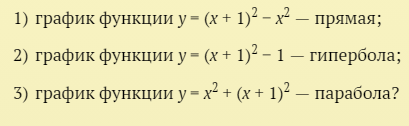 1) график функции y = (x + 1)² − x² — прямая;
2) график функции y = (x + 1)² − 1 — гипербола;
3) график функции y = x² + (x + 1)² — парабола?